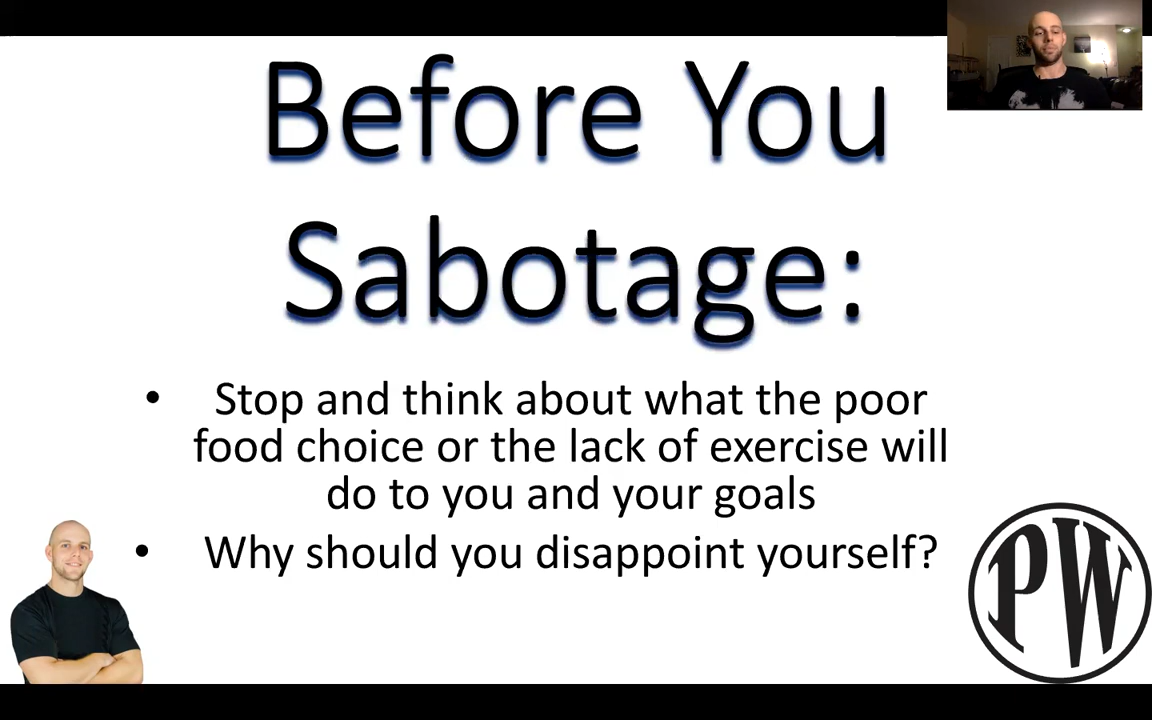 Before You
Sabotage:
• Stop and think about what the poor
food choice or the lack of exercise will
do to you and your goals
• Why should you disappoint yourself?
PW